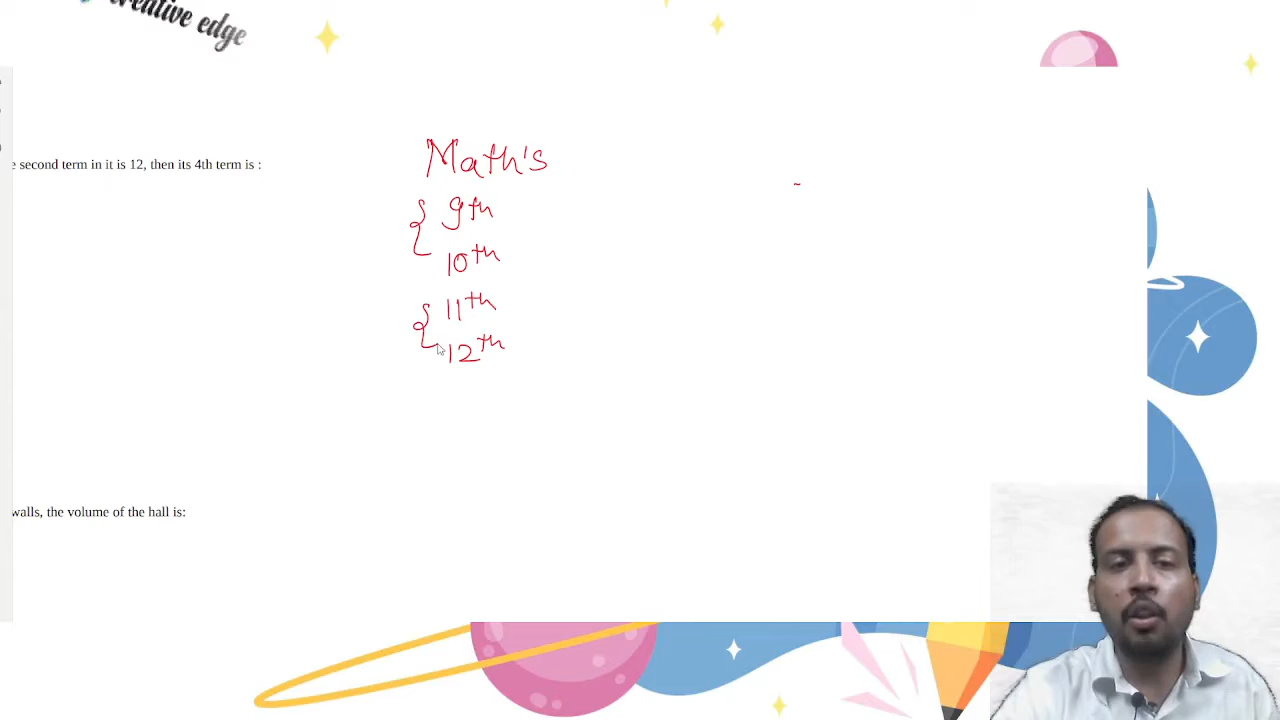 creative edge
e second term in it is 12, then its 4th term is :
Math's
9th
10th
11th
12th
walls, the volume of the hall is: